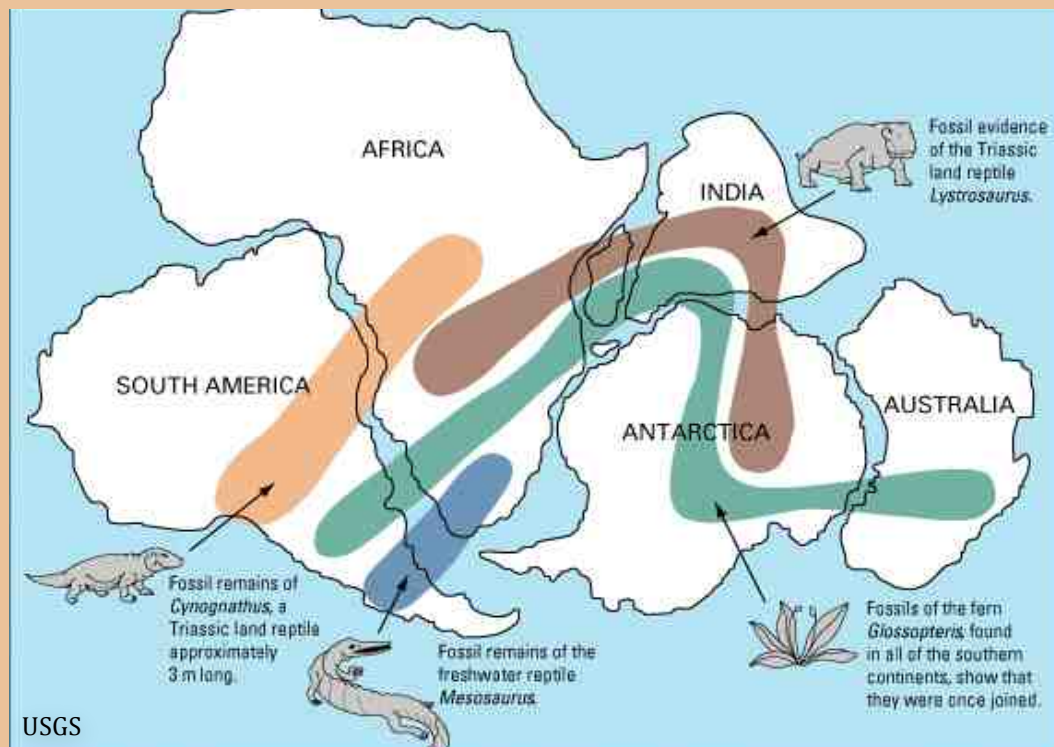 AFRICA
INDIA
Fossil evidence
of the Triassic
land reptile
Lystrosaurus.
SOUTH AMERICA
ANTARCTICA
AUSTRALIA
Fossil remains of
Cynognathus, a
Triassic land reptile
approximately
3 m long.
Fossil remains of the
freshwater reptile
Mesosaurus.
Fossils of the fern
Glossopteris, found
in all of the southern
continents, show that
they were once joined.
USGS